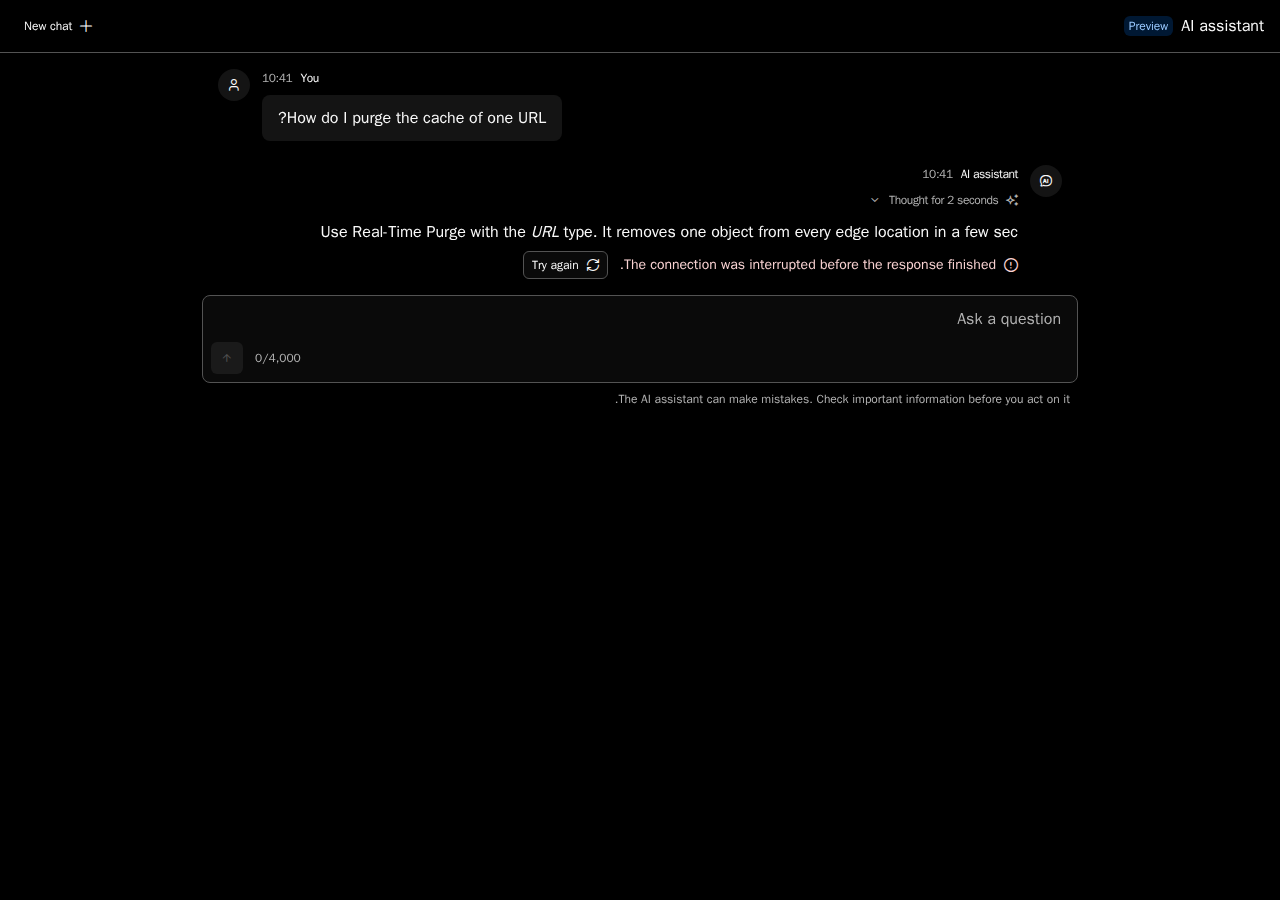 New chat
Preview AI assistant
10:41 You
?How do I purge the cache of one URL
10:41 AI assistant
Thought for 2 seconds
Use Real-Time Purge with the URL type. It removes one object from every edge location in a few sec
Try again .The connection was interrupted before the response finished
Ask a question
0/4,000
.The AI assistant can make mistakes. Check important information before you act on it